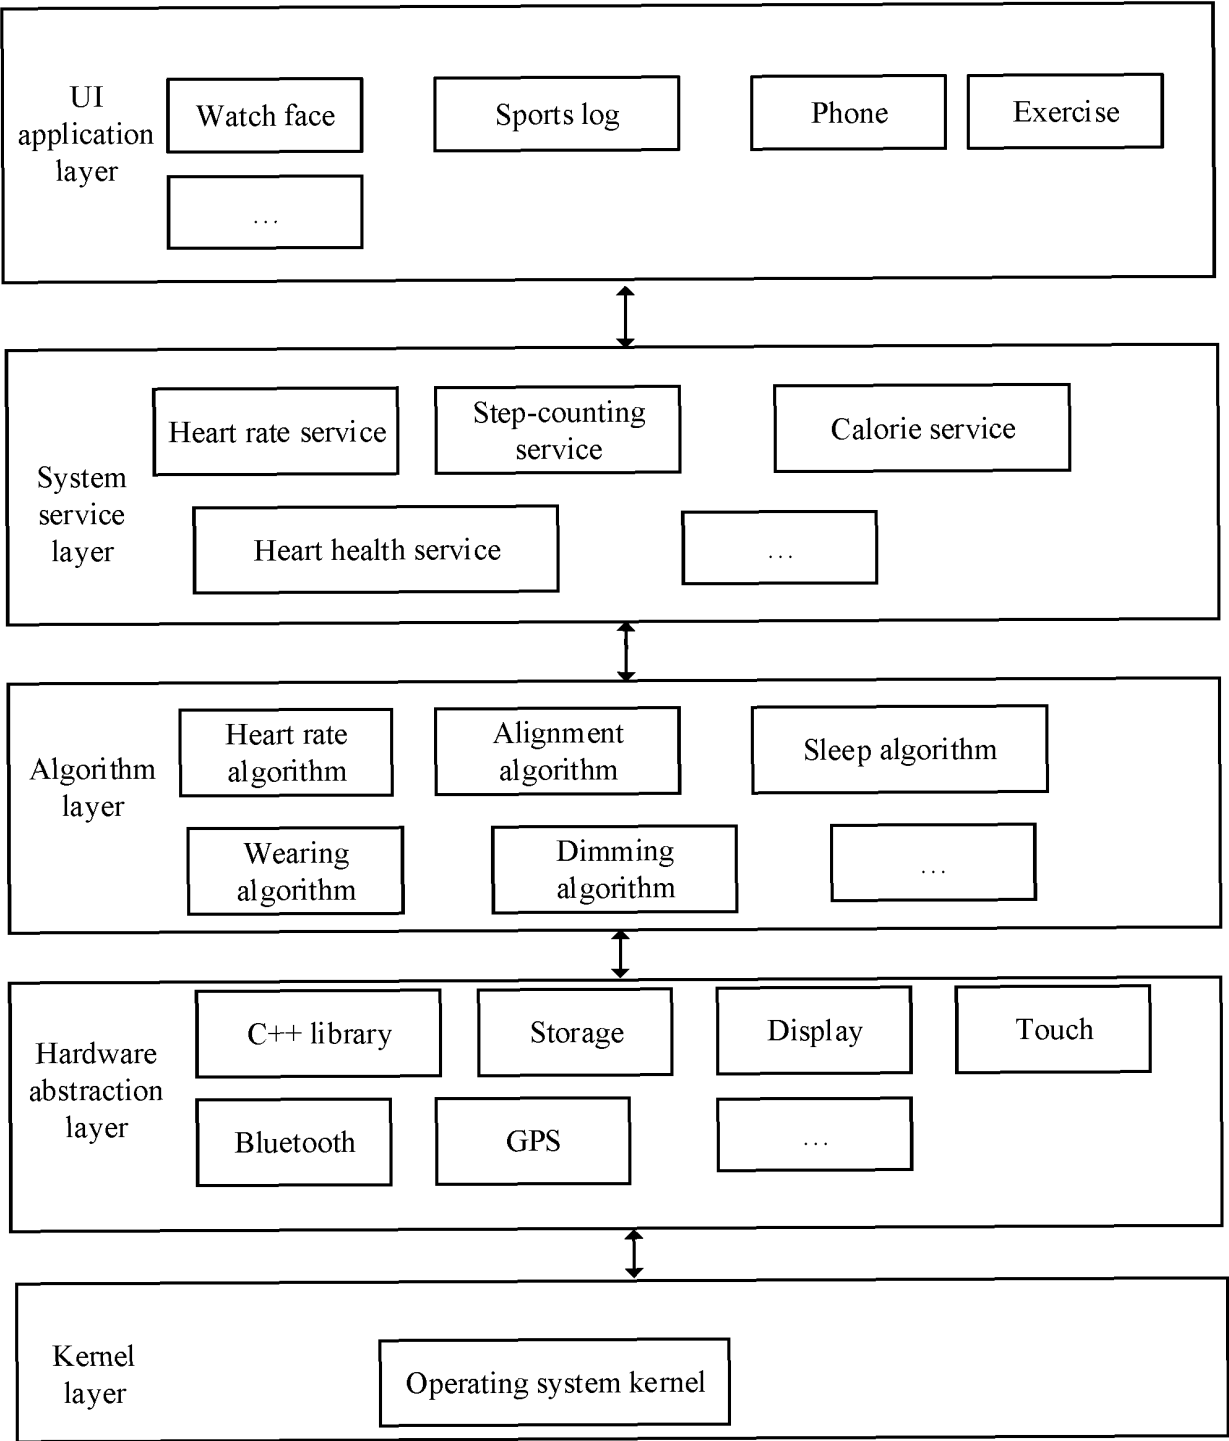 UI
application
layer
Watch face
Sports log
Phone
Exercise
...
System
service
layer
Heart rate service
Step-counting
service
Calorie service
Heart health service
...
Algorithm
layer
Heart rate
algorithm
Alignment
algorithm
Sleep algorithm
Wearing
algorithm
Dimming
algorithm
...
Hardware
abstraction
layer
C++ library
Storage
Display
Touch
Bluetooth
GPS
...
Kernel
layer
Operating system kernel